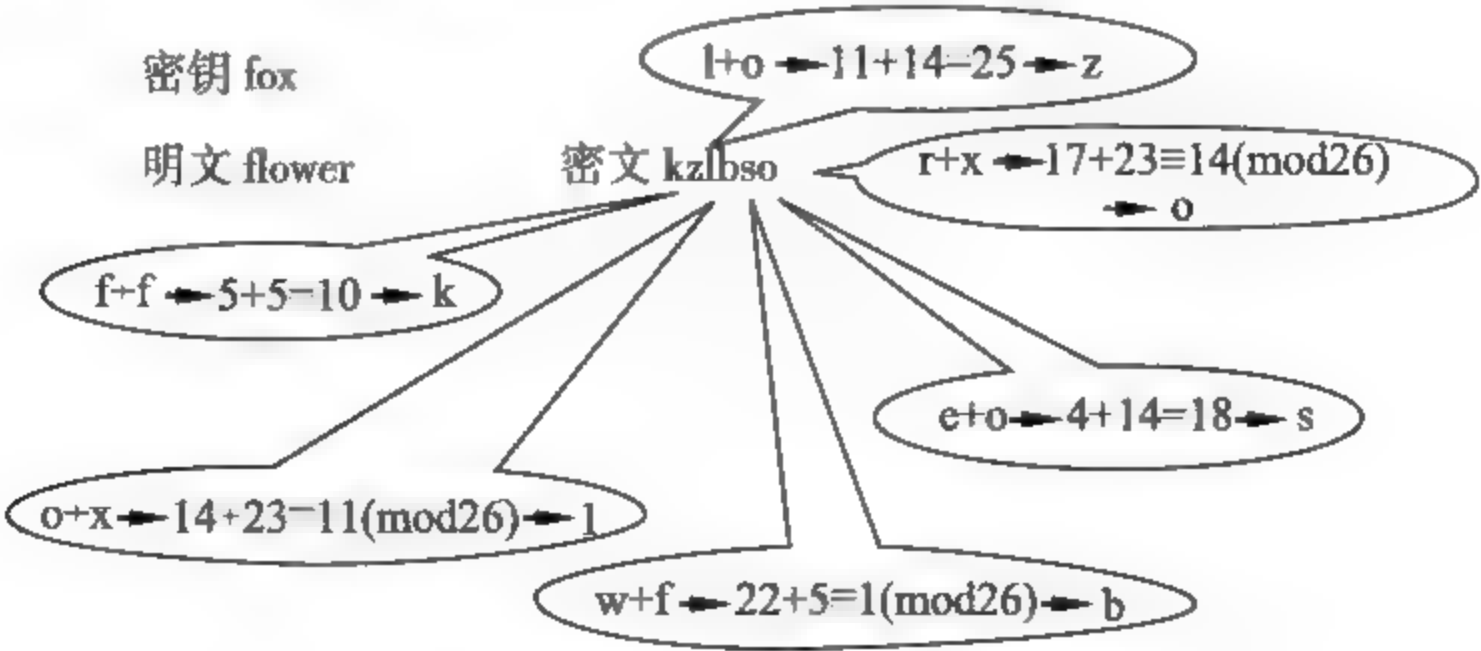 密钥 fox
l+o→11+14=25→z
明文 flower
密文 kzlbso
r+x→17+23≡14(mod26)
→o
f+f→5+5=10→k
e+o→4+14=18→s
o+x→14+23=11(mod26)→l
w+f→22+5=1(mod26)→b